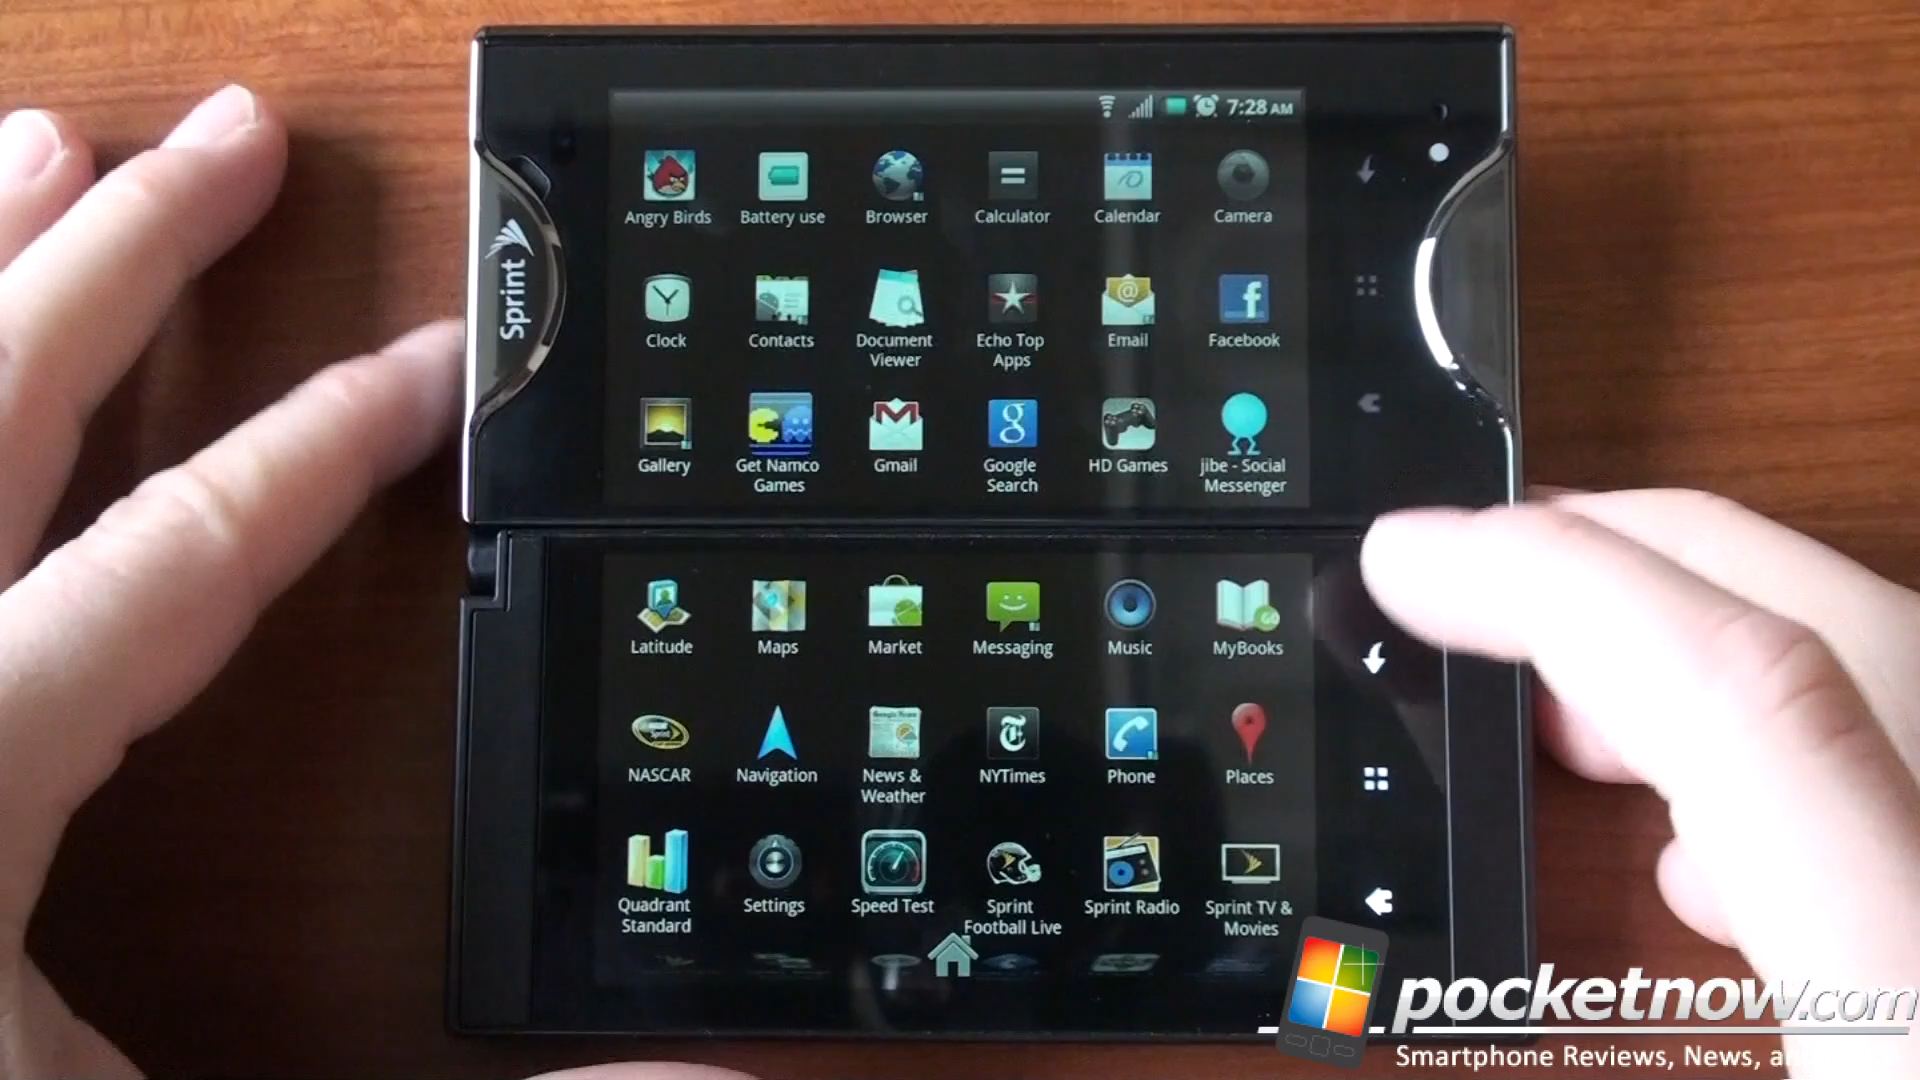 7:28 AM
Angry Birds
Battery use
Browser
Calculator
Calendar
Camera
Sprint
Clock
Contacts
Document
Viewer
Echo Top
Apps
Email
Facebook
Gallery
Get Namco
Games
Gmail
Google
Search
HD Games
jibe - Social
Messenger
Latitude
Maps
Market
Messaging
Music
MyBooks
NASCAR
Navigation
News &
Weather
NYTimes
Phone
Places
Quadrant
Standard
Settings
Speed Test
Sprint
Football Live
Sprint Radio
Sprint TV &
Movies
pocketnow.com
Smartphone Reviews, News,